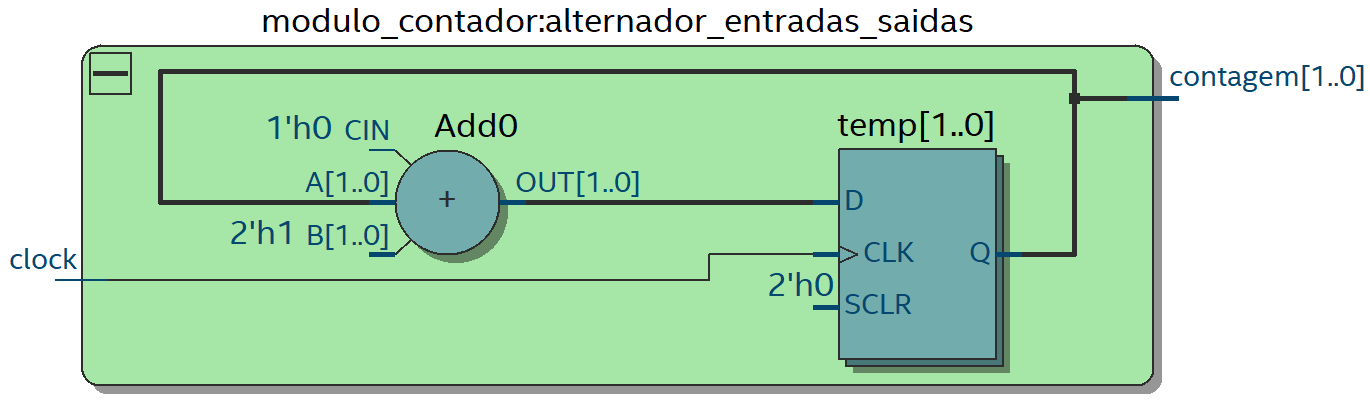 modulo_contador:alternador_entradas_saidas
contagem[1..0]
1'h0 CIN
Add0
temp[1..0]
A[1..0]
+
OUT[1..0]
D
2'h1 B[1..0]
clock
CLK
Q
2'h0
SCLR